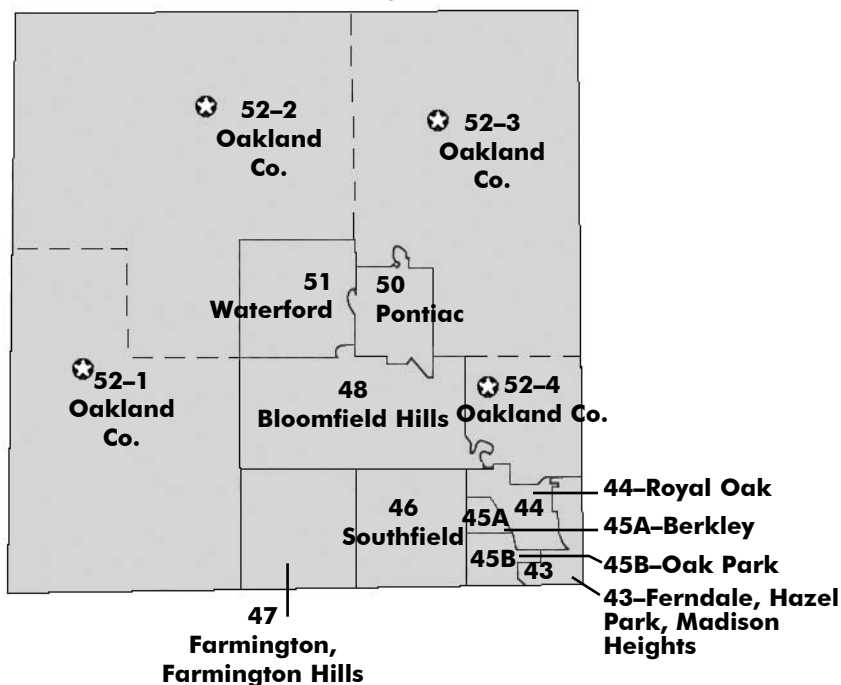 52–2
Oakland
Co.
52–3
Oakland
Co.
51
Waterford
50
Pontiac
52–1
Oakland
Co.
48
Bloomfield Hills
52–4
Oakland Co.
46
Southfield
45A
44
45B
43
44–Royal Oak
45A–Berkley
45B–Oak Park
43–Ferndale, Hazel
Park, Madison
Heights
47
Farmington,
Farmington Hills